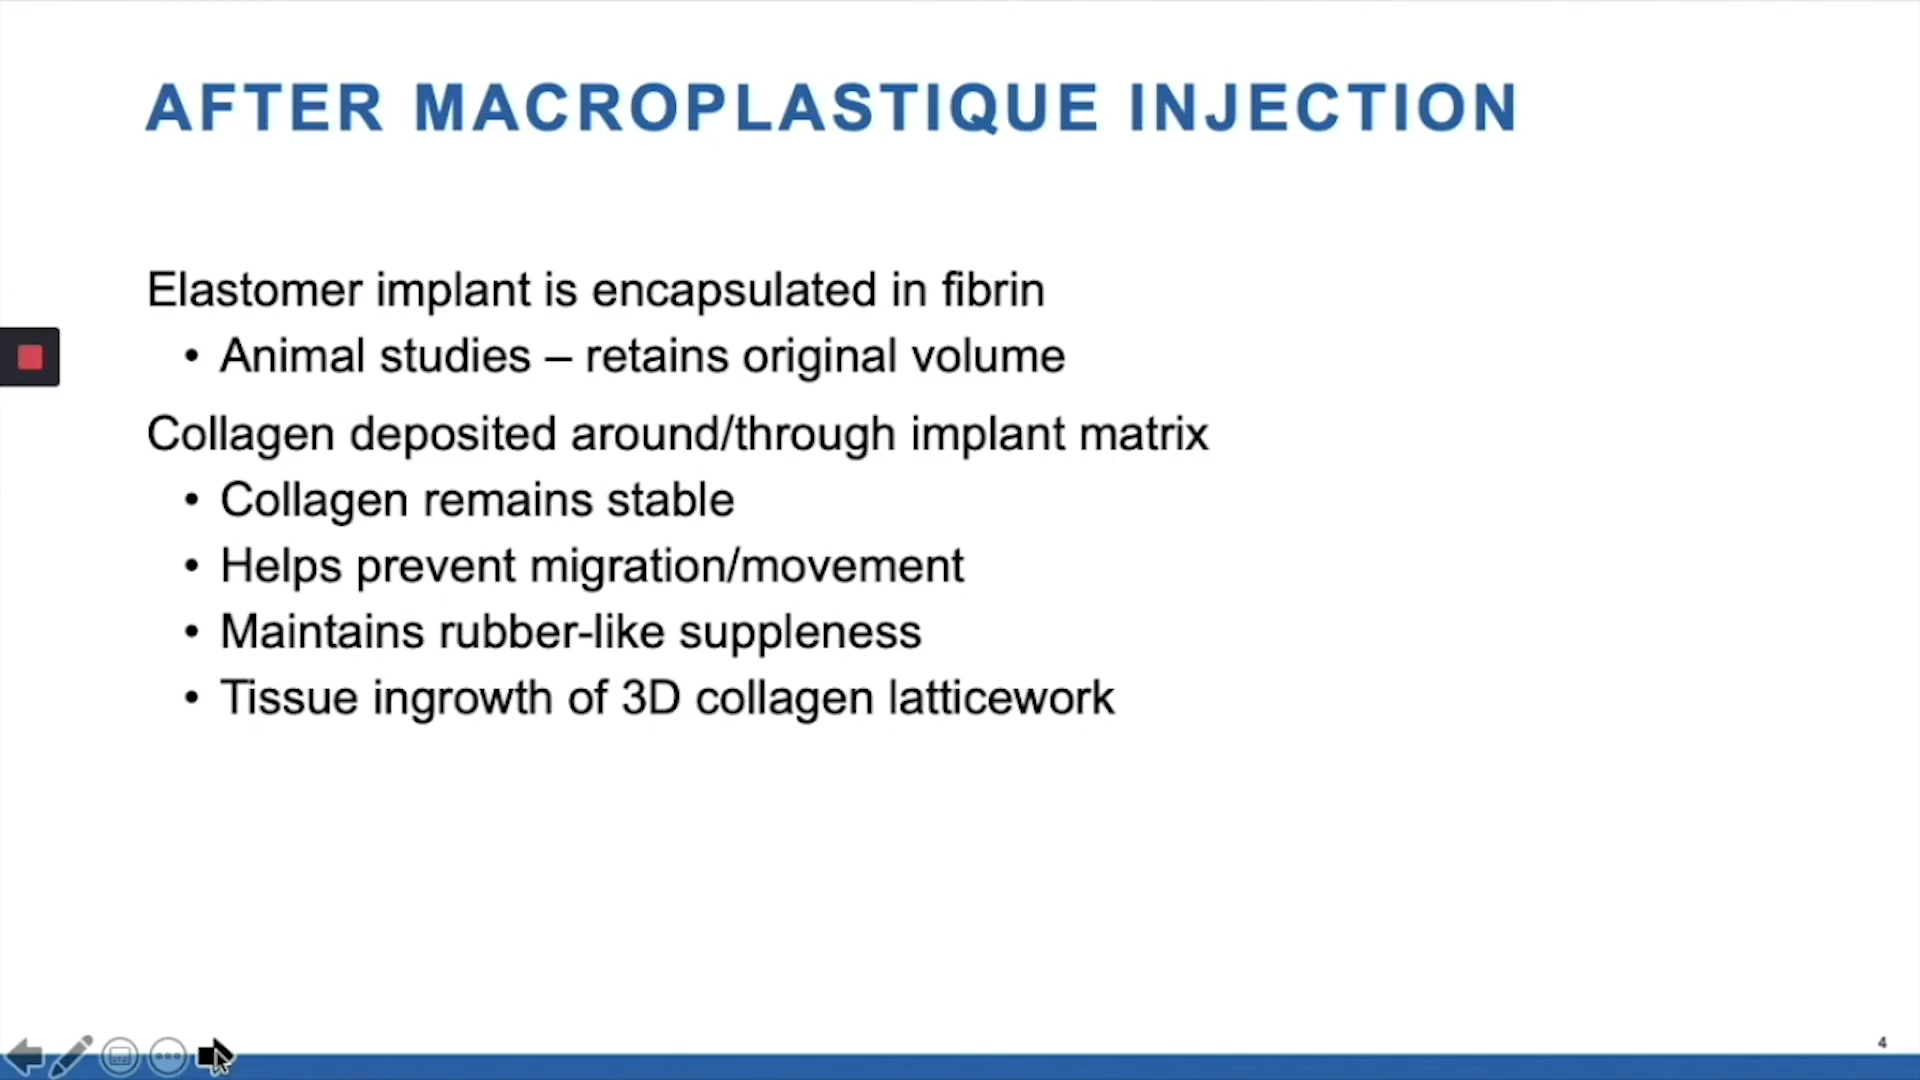 AFTER MACROPLASTIQUE INJECTION
Elastomer implant is encapsulated in fibrin
• Animal studies – retains original volume
Collagen deposited around/through implant matrix
• Collagen remains stable
• Helps prevent migration/movement
• Maintains rubber-like suppleness
• Tissue ingrowth of 3D collagen latticework
4